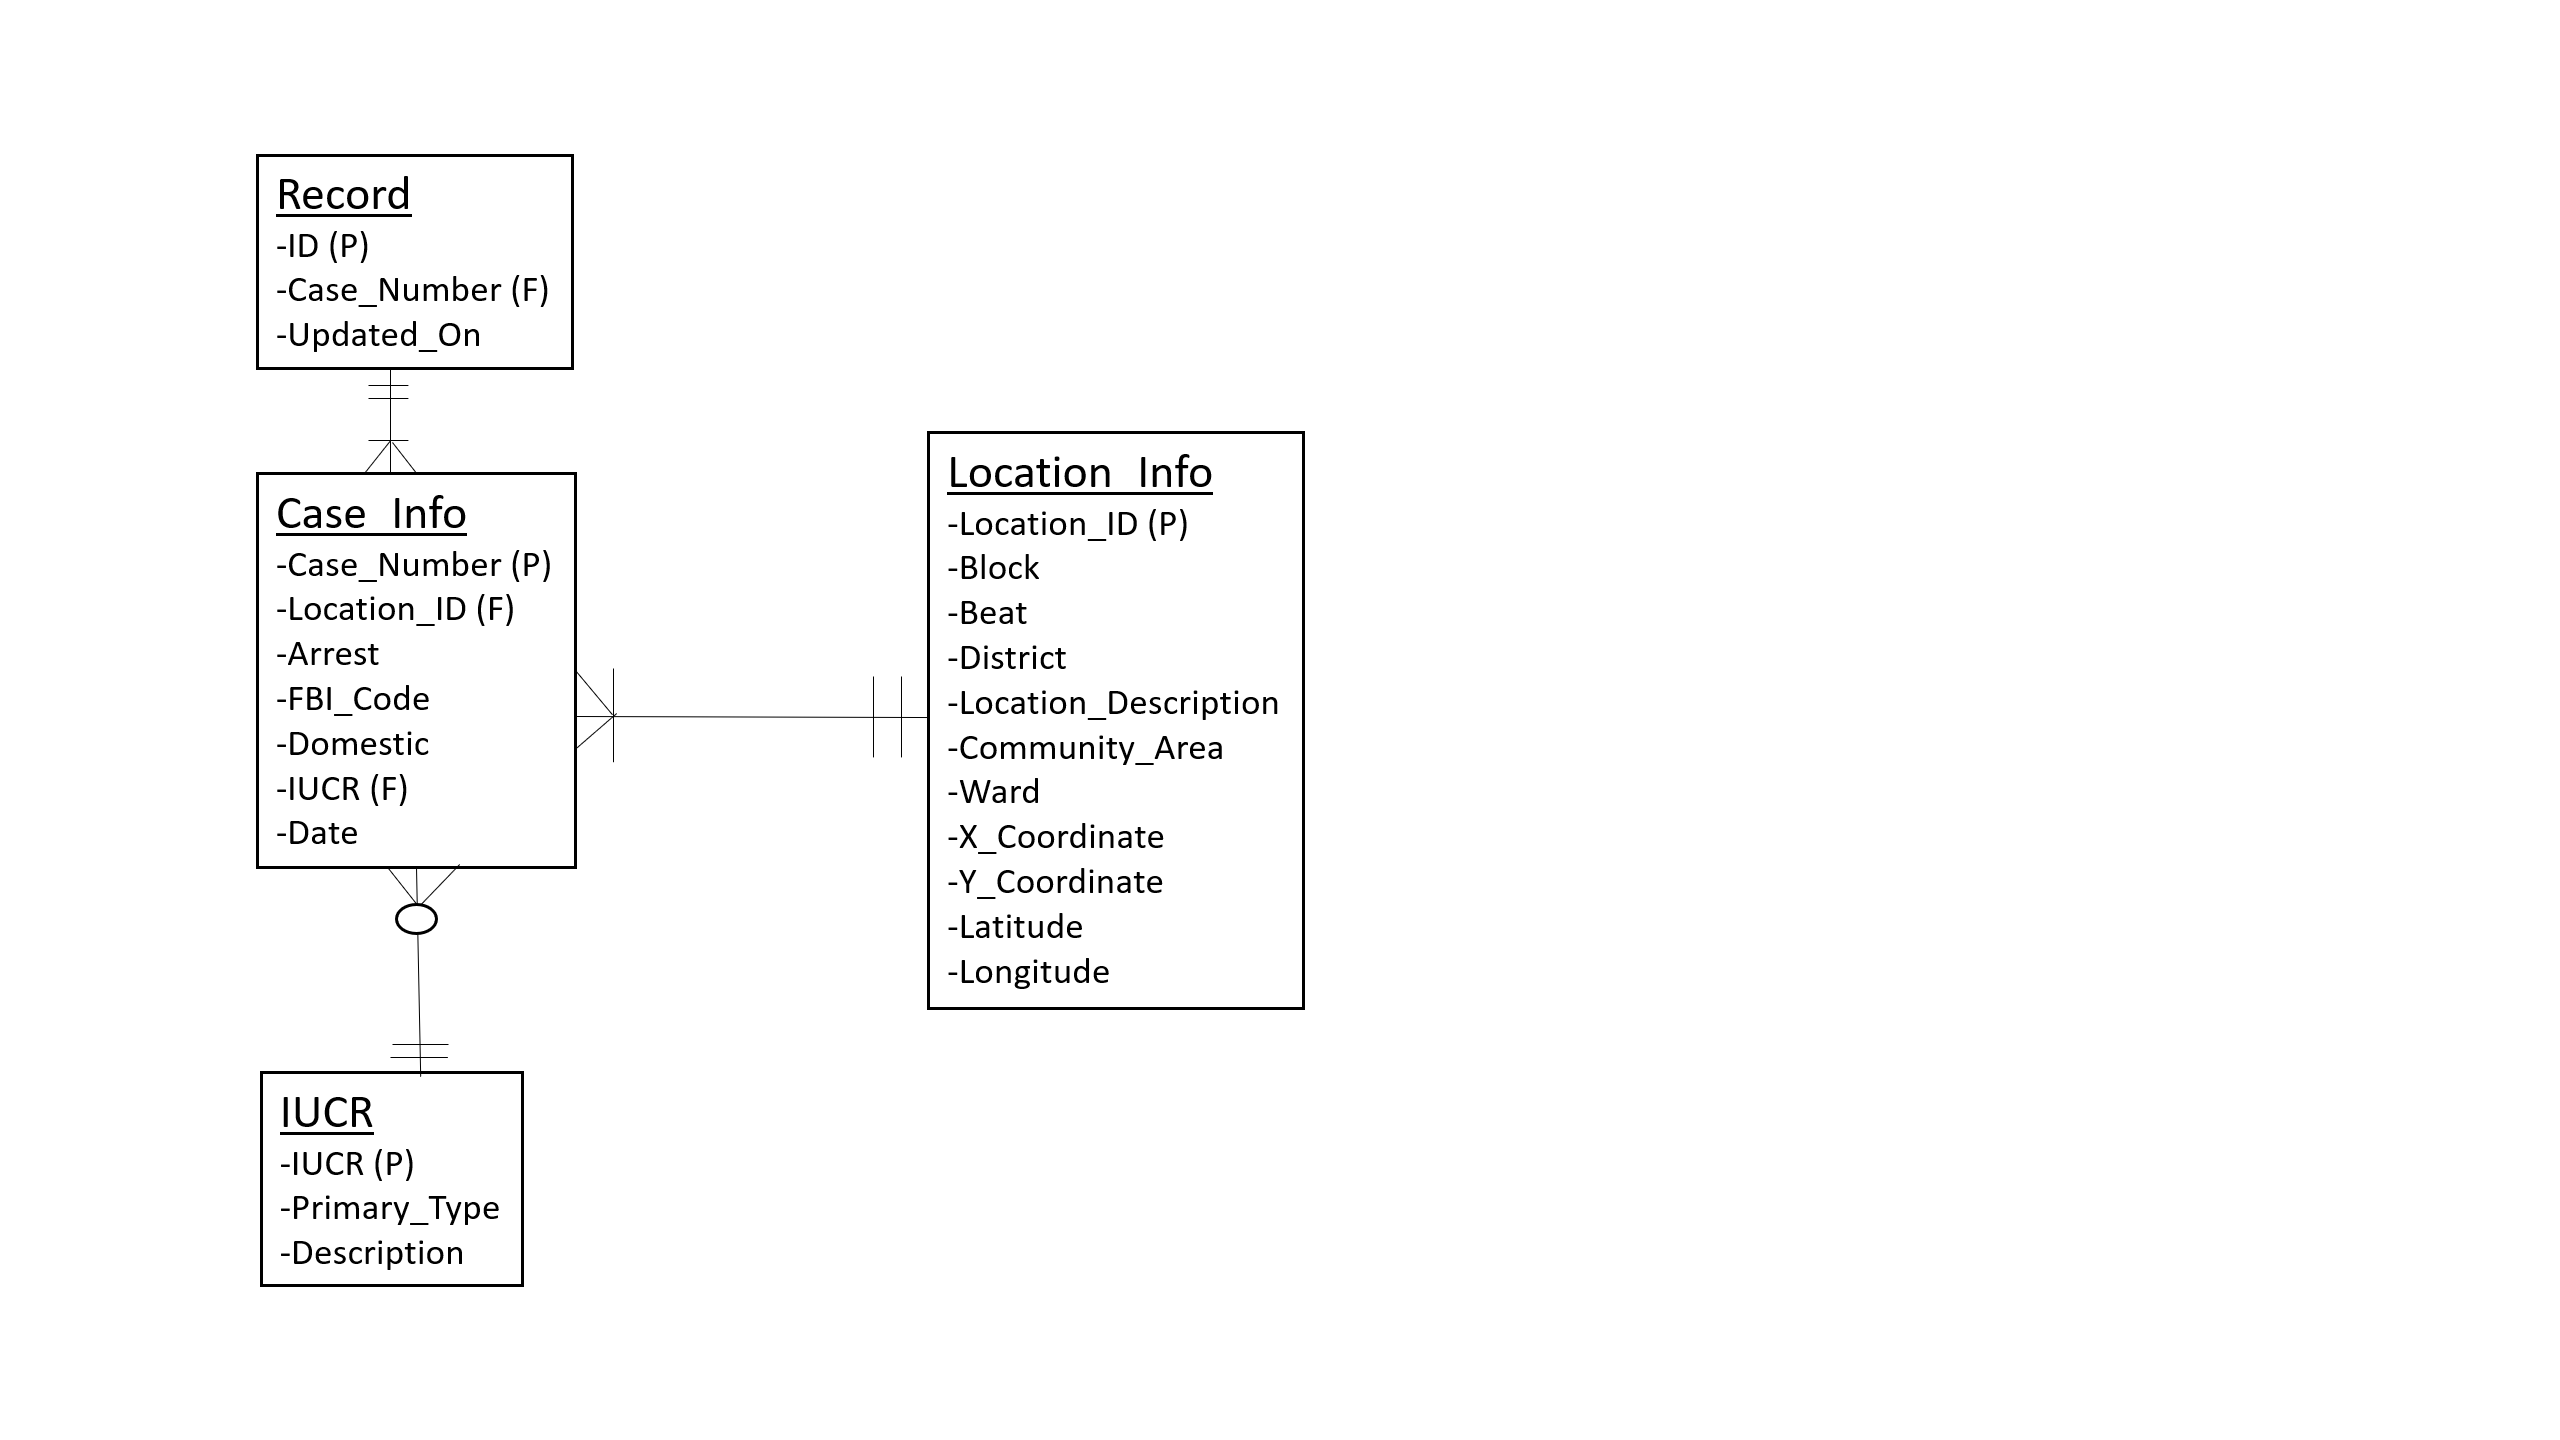 Record
-ID (P)
-Case_Number (F)
-Updated_On
Case_Info
-Case_Number (P)
-Location_ID (F)
-Arrest
-FBI_Code
-Domestic
-IUCR (F)
-Date
Location_Info
-Location_ID (P)
-Block
-Beat
-District
-Location_Description
-Community_Area
-Ward
-X_Coordinate
-Y_Coordinate
-Latitude
-Longitude
IUCR
-IUCR (P)
-Primary_Type
-Description